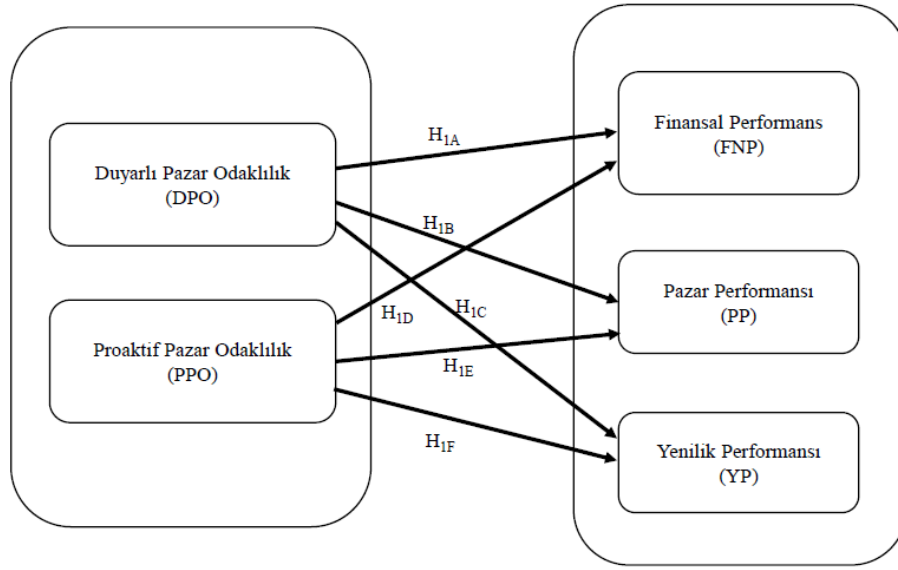 Duyarlı Pazar Odaklılık
(DPO)
Proaktif Pazar Odaklılık
(PPO)
H1A
H1B
H1C
H1D
H1E
H1F
Finansal Performans
(FNP)
Pazar Performansı
(PP)
Yenilik Performansı
(YP)